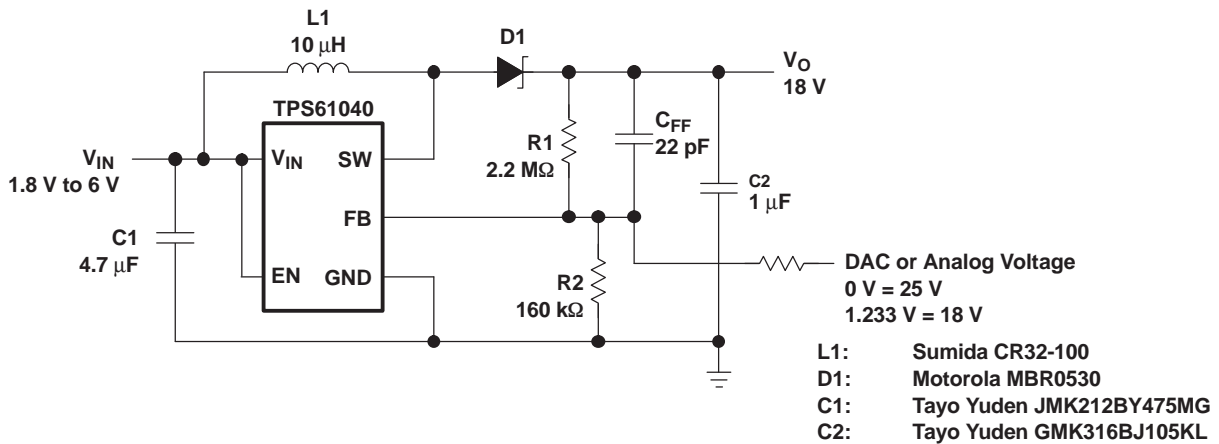 L1
10 μH
D1
VO
18 V
TPS61040
VIN
1.8 V to 6 V
VIN
SW
R1
2.2 MΩ
CFF
22 pF
C2
1 μF
FB
C1
4.7 μF
EN
GND
R2
160 kΩ
DAC or Analog Voltage
0 V = 25 V
1.233 V = 18 V
L1: Sumida CR32-100
D1: Motorola MBR0530
C1: Tayo Yuden JMK212BY475MG
C2: Tayo Yuden GMK316BJ105KL